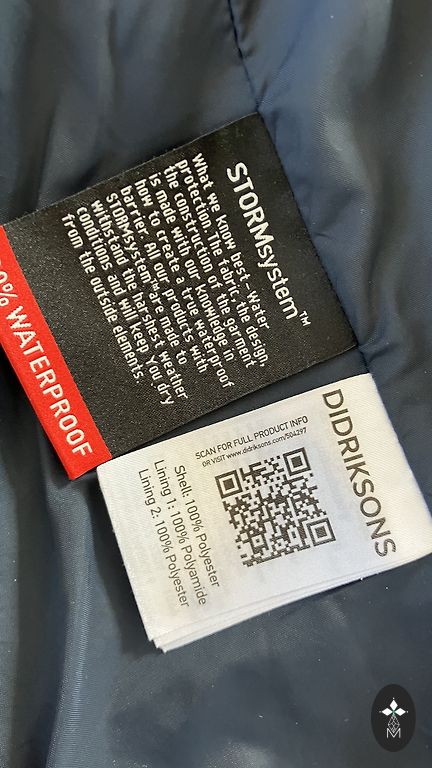 STORMsystem™
What we know best-Water
protection. The fabric, the design,
the construction of the garment
is made with our knowledge in
how to create a true waterproof
barrier. All our products with
STORMsystem™ are made to
withstand the harshest weather
conditions and will keep you dry
from the outside elements.
0% WATERPROOF
DIDRIKSONS
SCAN FOR FULL PRODUCT INFO
OR VISIT www.didriksons.com/504297
Shell: 100% Polyester
Lining 1: 100% Polyamide
Lining 2: 100% Polyester
M